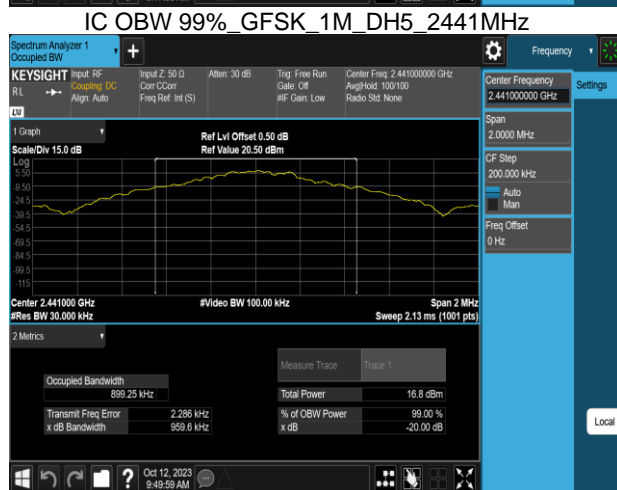 IC OBW 99%_GFSK_1M_DH5_2441MHz
Spectrum Analyzer 1
Occupied BW
Frequency
KEYSIGHT
RL
LXI
Input: RF
Coupling: DC
Align: Auto
Input Z: 50 Ω
Corr CCorr
Freq Ref: Int (S)
Atten: 30 dB
Trig: Free Run
Gate: Off
#IF Gain: Low
Center Freq: 2.441000000 GHz
Avg|Hold: 100/100
Radio Std: None
Center Frequency
2.441000000 GHz
Settings
Span
2.0000 MHz
CF Step
200.000 kHz
Auto
Man
Freq Offset
0 Hz
1 Graph
Scale/Div 15.0 dB
Ref Lvl Offset 0.50 dB
Ref Value 20.50 dBm
Log
5.50
-9.50
-24.5
-39.5
-54.5
-69.5
-84.5
-99.5
-115
Center 2.441000 GHz
#Res BW 30.000 kHz
#Video BW 100.00 kHz
Span 2 MHz
Sweep 2.13 ms (1001 pts)
2 Metrics
Measure Trace
Trace 1
Occupied Bandwidth
899.25 kHz
Total Power 16.8 dBm
Transmit Freq Error 2.286 kHz
% of OBW Power 99.00 %
x dB Bandwidth 959.6 kHz
x dB -20.00 dB
Local
?
Oct 12, 2023
9:49:59 AM